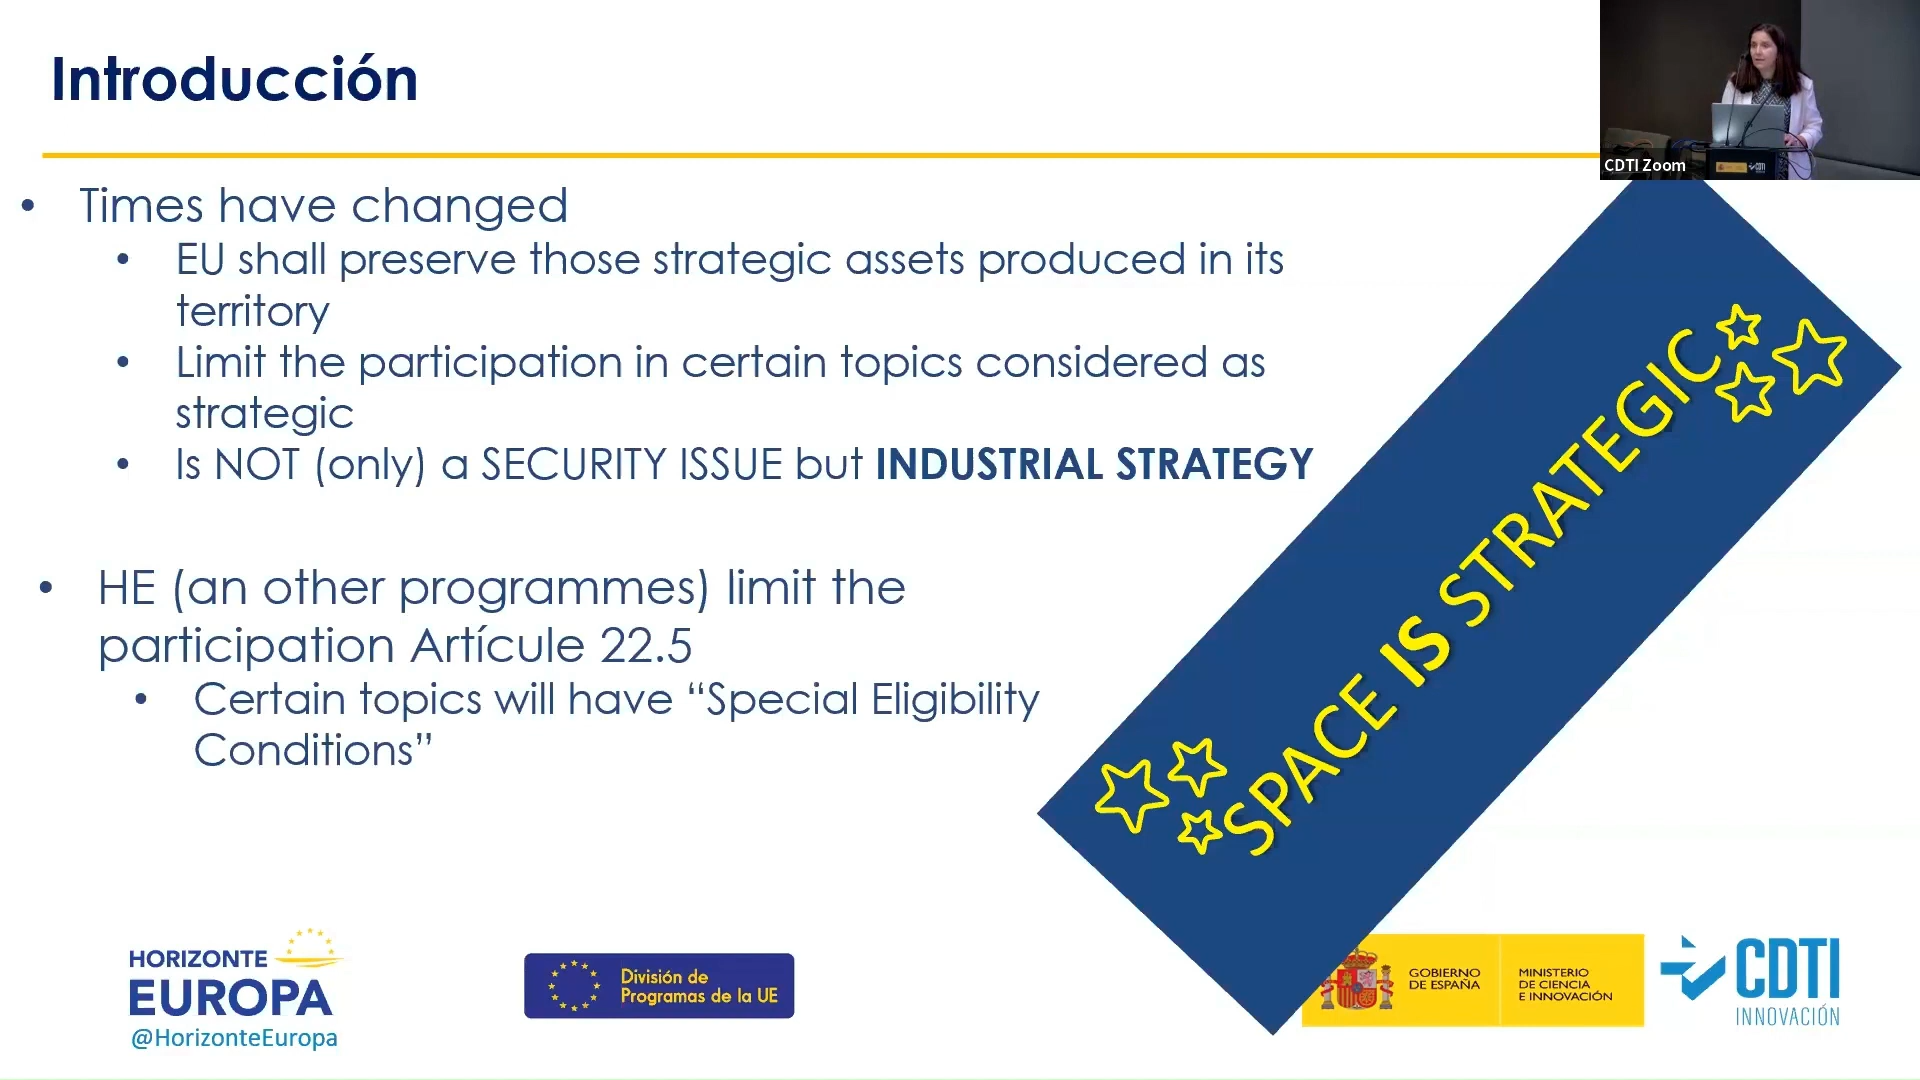 Introducción
CDTI Zoom
• Times have changed
• EU shall preserve those strategic assets produced in its
territory
• Limit the participation in certain topics considered as
strategic
• Is NOT (only) a SECURITY ISSUE but INDUSTRIAL STRATEGY
• HE (an other programmes) limit the
participation Artícule 22.5
• Certain topics will have “Special Eligibility
Conditions”
SPACE IS STRATEGIC
HORIZONTE
EUROPA
@HorizonteEuropa
División de
Programas de la UE
GOBIERNO
DE ESPAÑA
MINISTERIO
DE CIENCIA
E INNOVACIÓN
CDTI
INNOVACIÓN